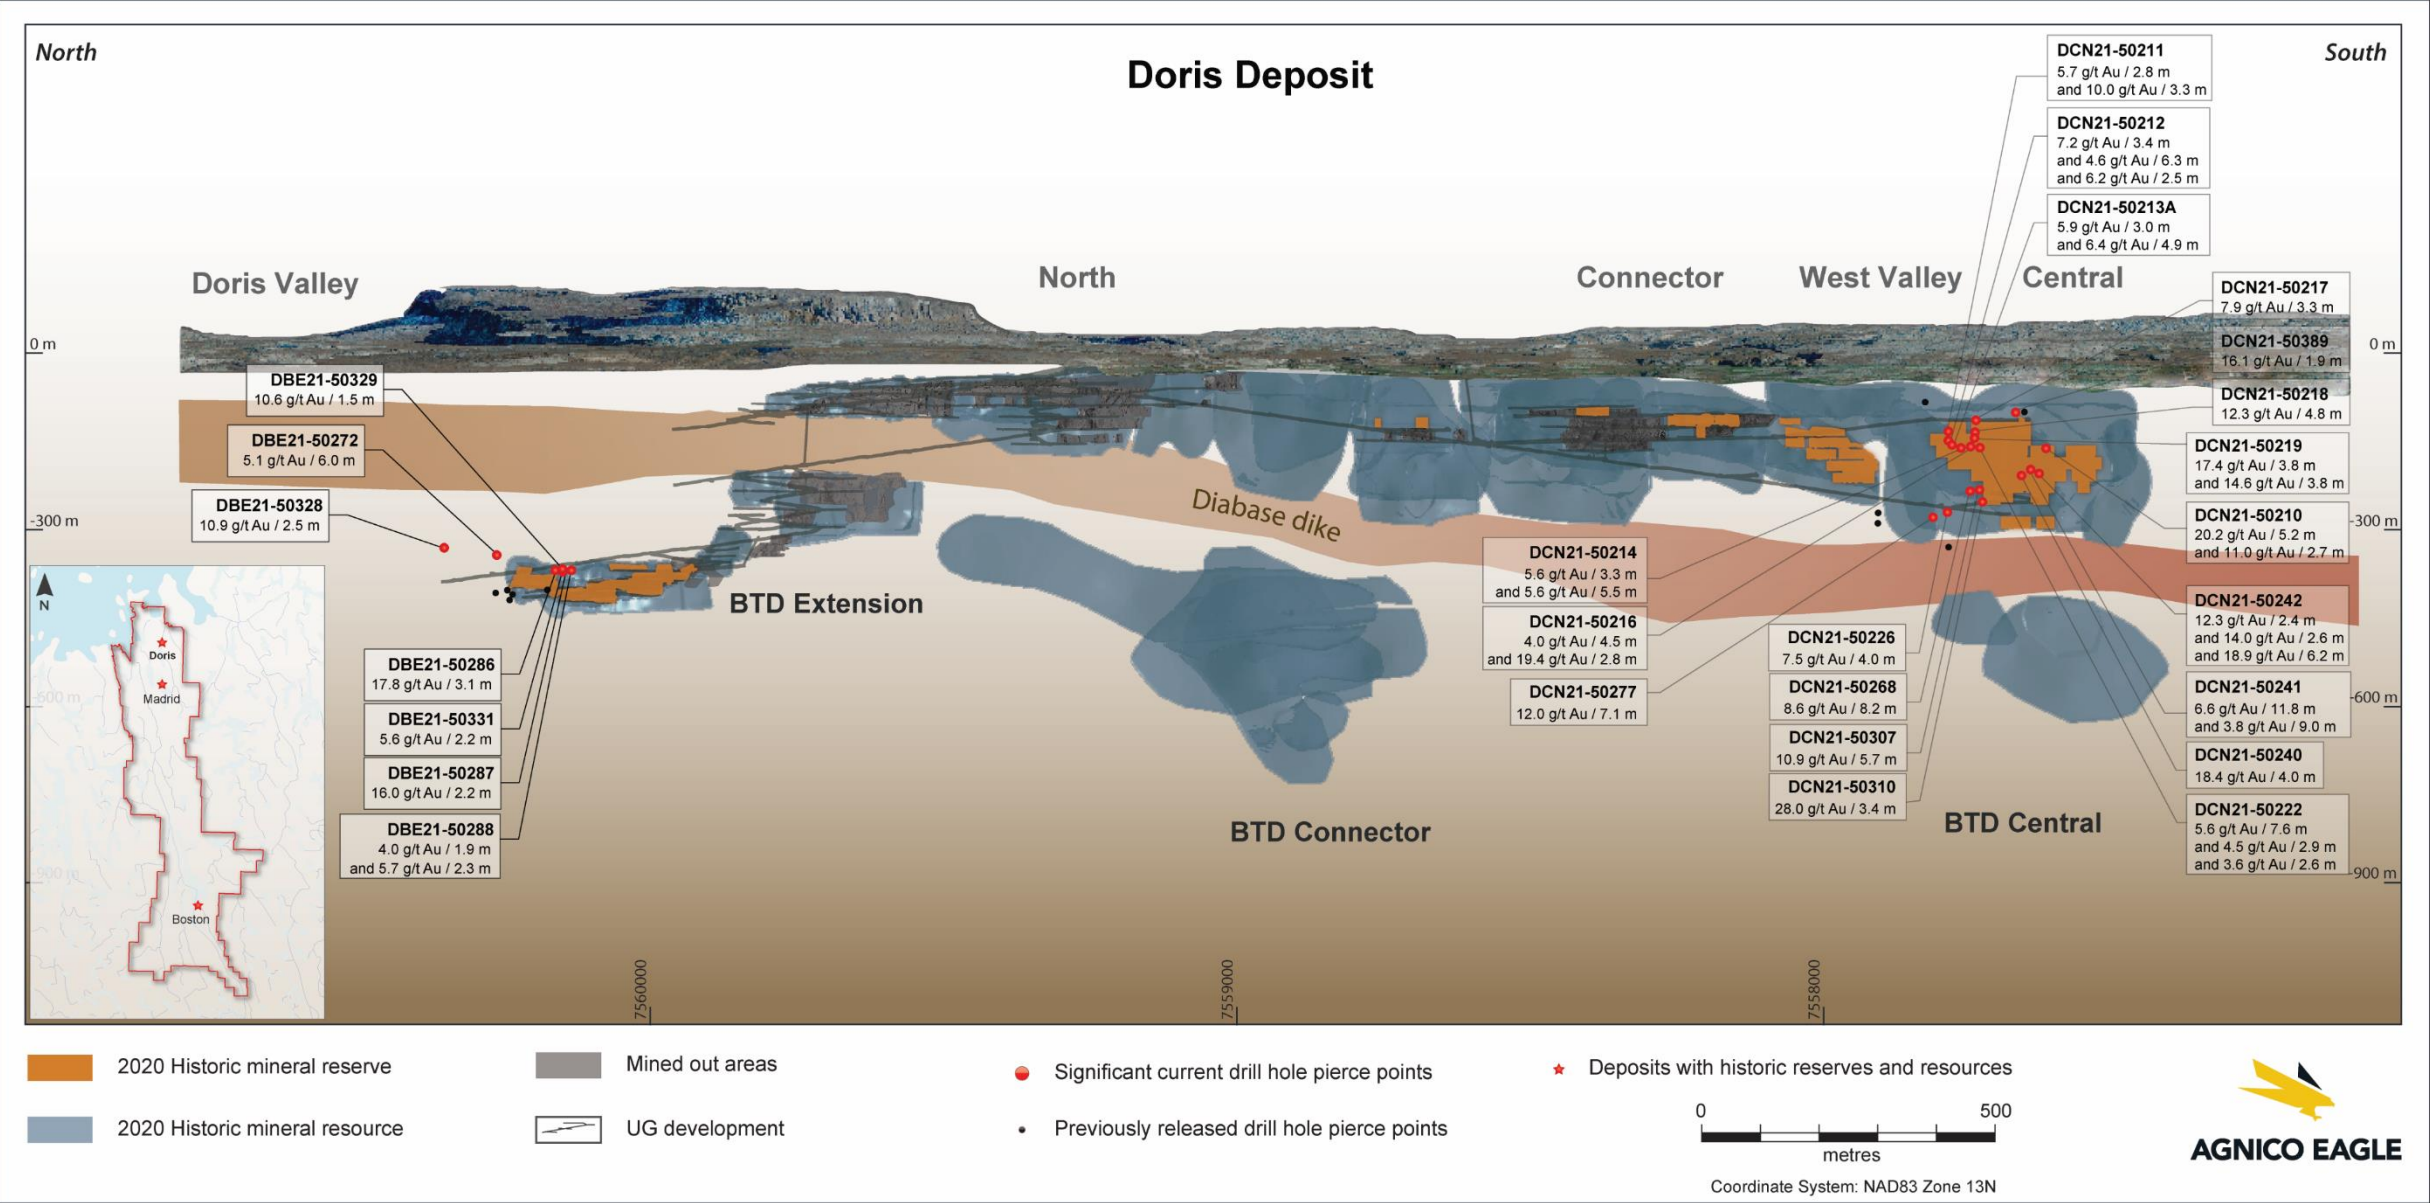 North
Doris Deposit
South
DCN21-50211
5.7 g/t Au / 2.8 m
and 10.0 g/t Au / 3.3 m
DCN21-50212
7.2 g/t Au / 3.4 m
and 4.6 g/t Au / 6.3 m
and 6.2 g/t Au / 2.5 m
DCN21-50213A
5.9 g/t Au / 3.0 m
and 6.4 g/t Au / 4.9 m
Doris Valley
North
Connector
West Valley
Central
DCN21-50217
7.9 g/t Au / 3.3 m
DCN21-50389
16.1 g/t Au / 1.9 m
DCN21-50218
12.3 g/t Au / 4.8 m
DCN21-50219
17.4 g/t Au / 3.8 m
and 14.6 g/t Au / 3.8 m
DCN21-50210
20.2 g/t Au / 5.2 m
and 11.0 g/t Au / 2.7 m
DCN21-50242
12.3 g/t Au / 2.4 m
and 14.0 g/t Au / 2.6 m
and 18.9 g/t Au / 6.2 m
DCN21-50241
6.6 g/t Au / 11.8 m
and 3.8 g/t Au / 9.0 m
DCN21-50240
18.4 g/t Au / 4.0 m
DCN21-50222
5.6 g/t Au / 7.6 m
and 4.5 g/t Au / 2.9 m
and 3.6 g/t Au / 2.6 m
0 m
-300 m
-600 m
-900 m
0 m
-300 m
-600 m
-900 m
DBE21-50329
10.6 g/t Au / 1.5 m
DBE21-50272
5.1 g/t Au / 6.0 m
DBE21-50328
10.9 g/t Au / 2.5 m
Diabase dike
BTD Extension
DBE21-50286
17.8 g/t Au / 3.1 m
DBE21-50331
5.6 g/t Au / 2.2 m
DBE21-50287
16.0 g/t Au / 2.2 m
DBE21-50288
4.0 g/t Au / 1.9 m
and 5.7 g/t Au / 2.3 m
DCN21-50214
5.6 g/t Au / 3.3 m
and 5.6 g/t Au / 5.5 m
DCN21-50216
4.0 g/t Au / 4.5 m
and 19.4 g/t Au / 2.8 m
DCN21-50277
12.0 g/t Au / 7.1 m
DCN21-50226
7.5 g/t Au / 4.0 m
DCN21-50268
8.6 g/t Au / 8.2 m
DCN21-50307
10.9 g/t Au / 5.7 m
DCN21-50310
28.0 g/t Au / 3.4 m
BTD Connector
BTD Central
N
Doris
Madrid
Boston
7560000
7559000
7558000
2020 Historic mineral reserve
2020 Historic mineral resource
Mined out areas
UG development
Significant current drill hole pierce points
Previously released drill hole pierce points
Deposits with historic reserves and resources
0 500
metres
Coordinate System: NAD83 Zone 13N
AGNICO EAGLE